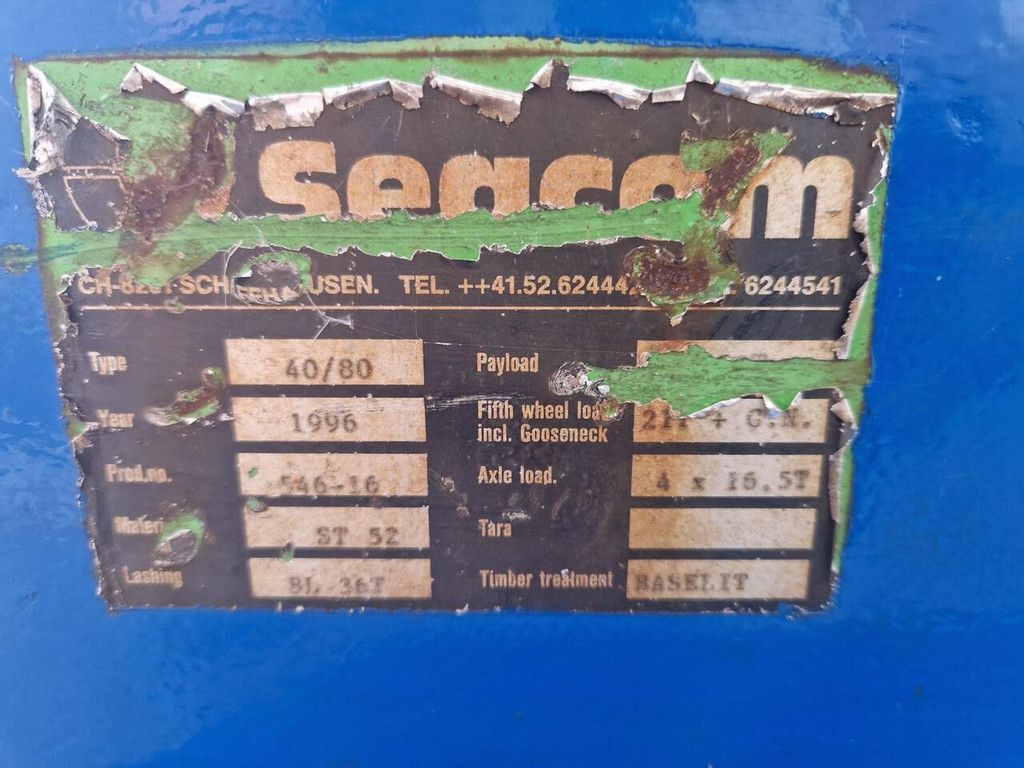 Seacom
TEL. ++41.52.62444 6244541
Type 40/80
Year 1996
Prod.no. 546-16
ST 52
Lashing BL 36T
Payload
Fifth wheel load
incl. Gooseneck + G.N.
Axle load. 4 x 16.5T
Tara
Timber treatment BASELIT